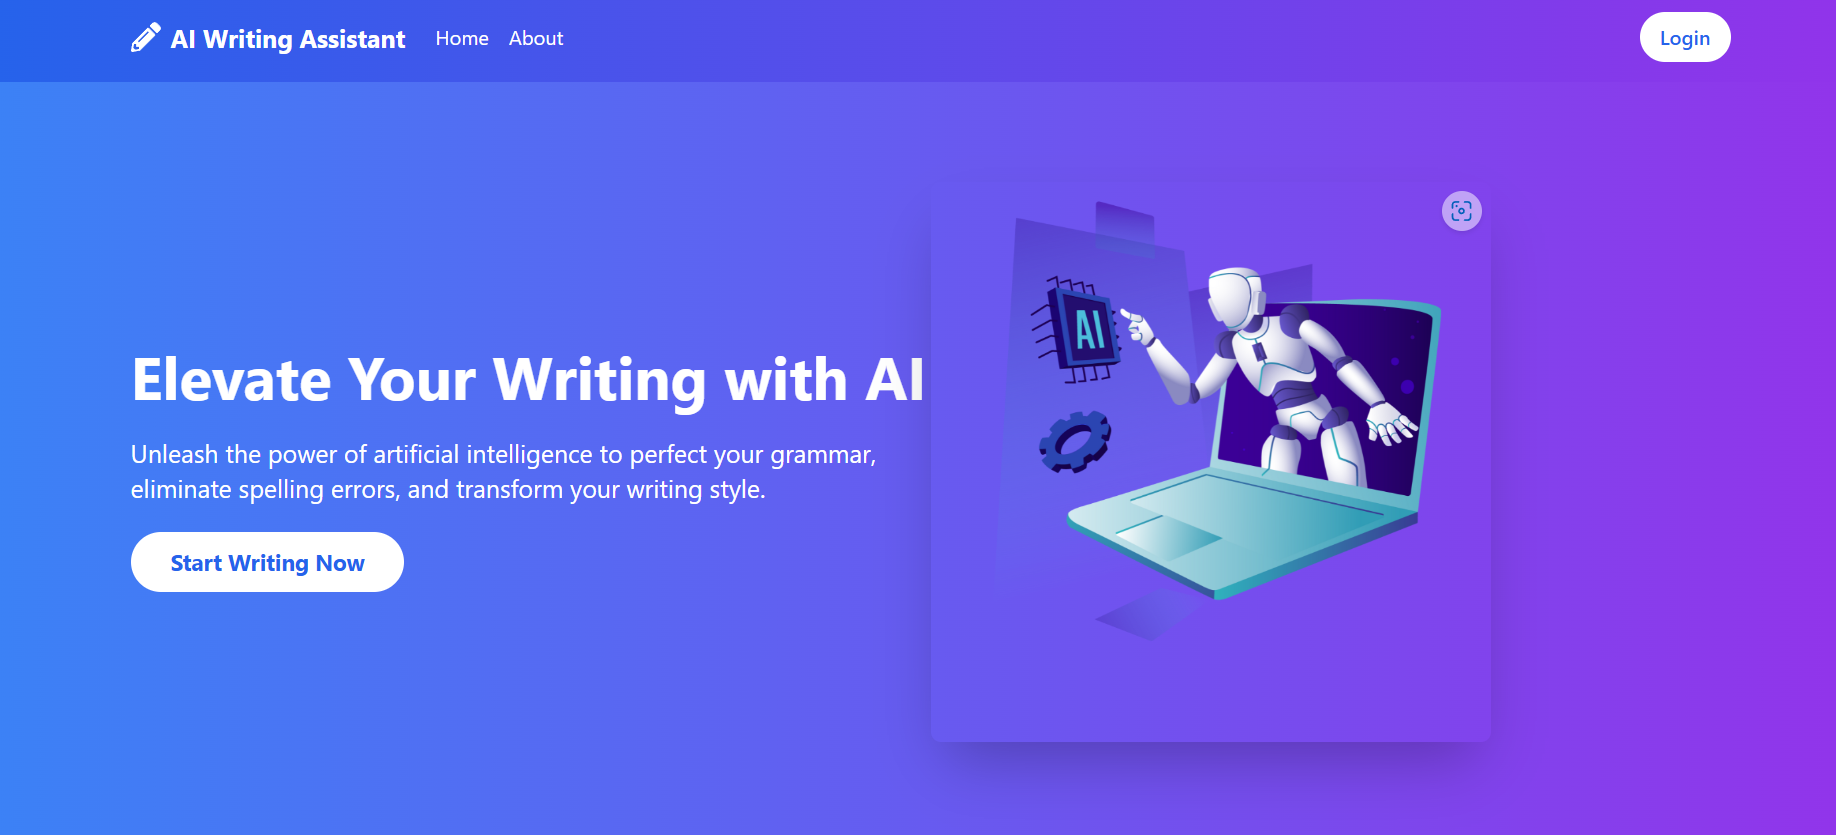 AI Writing Assistant
Home
About
Login
AI
Elevate Your Writing with AI
Unleash the power of artificial intelligence to perfect your grammar,
eliminate spelling errors, and transform your writing style.
Start Writing Now